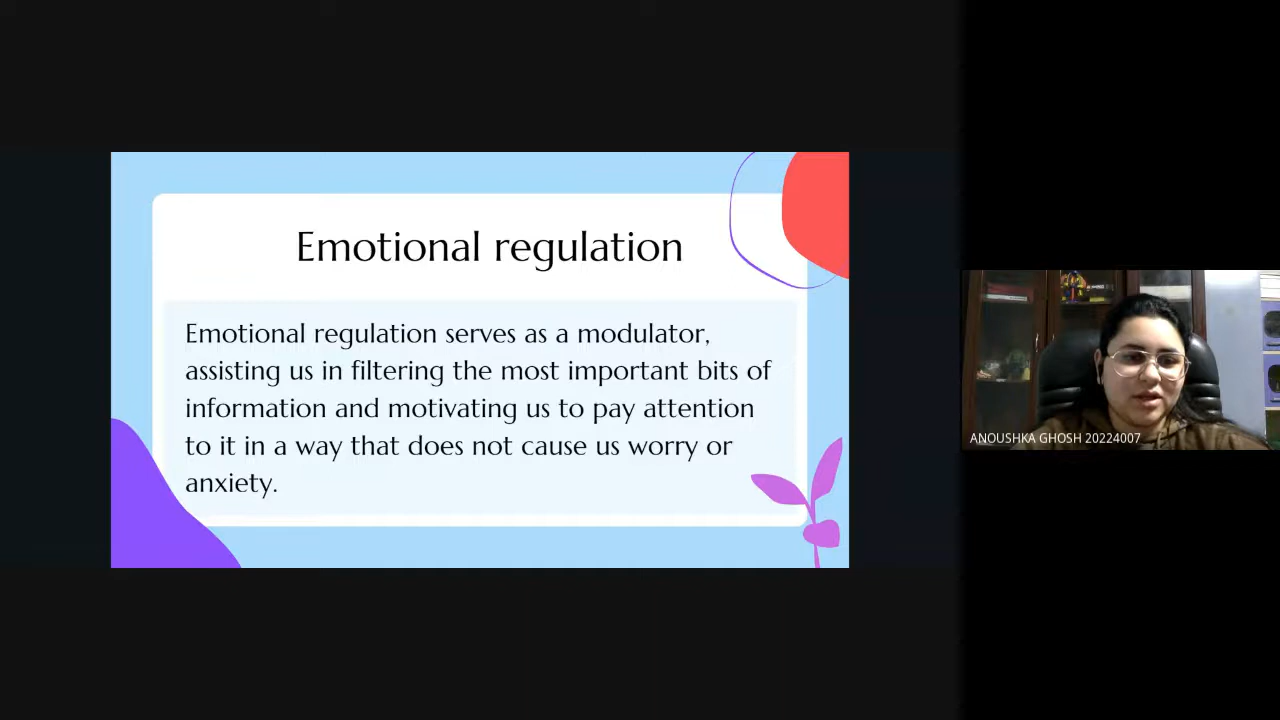 Emotional regulation
Emotional regulation serves as a modulator,
assisting us in filtering the most important bits of
information and motivating us to pay attention
to it in a way that does not cause us worry or
anxiety.
ANOUSHKA GHOSH 20224007